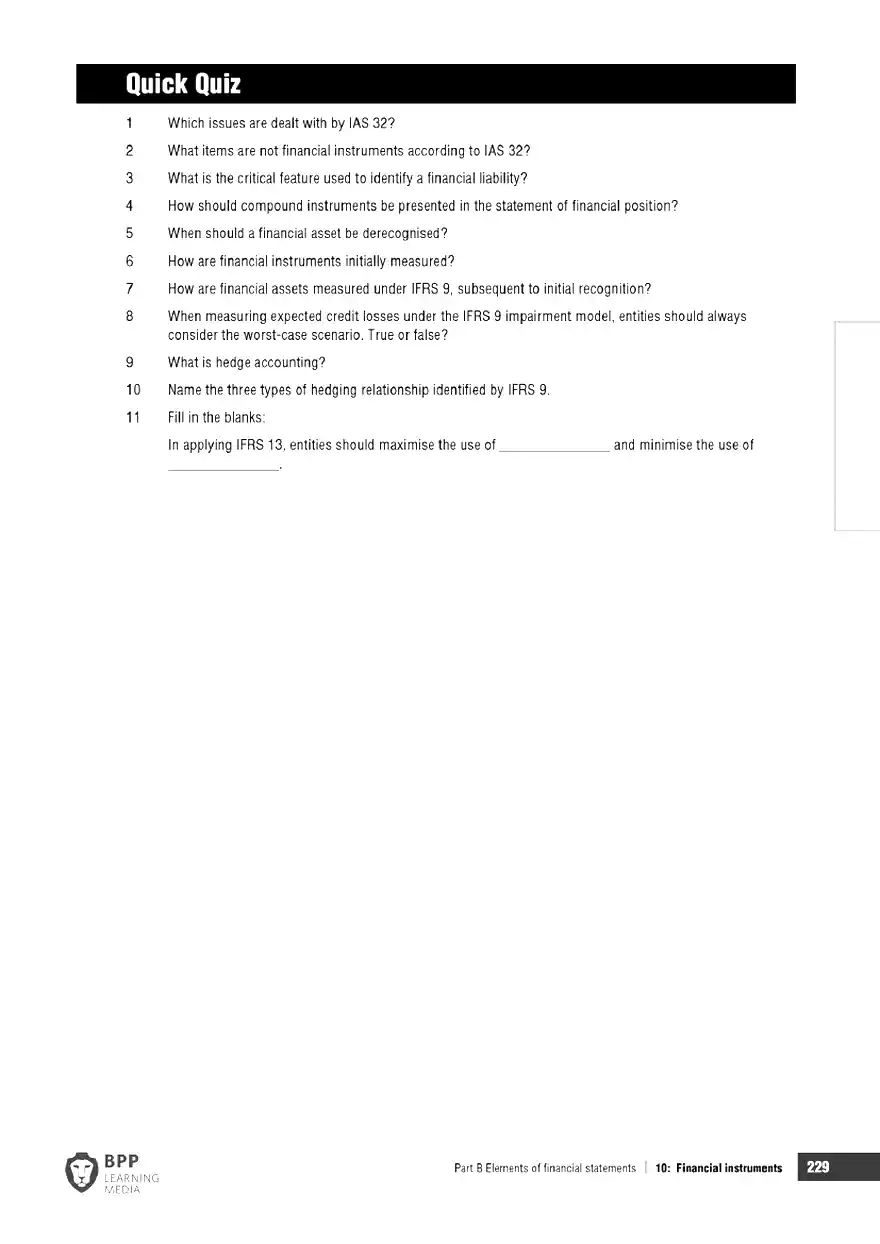 Quick Quiz
1 Which issues are dealt with by IAS 32?
2 What items are not financial instruments according to IAS 32?
3 What is the critical feature used to identify a financial liability?
4 How should compound instruments be presented in the statement of financial position?
5 When should a financial asset be derecognised?
6 How are financial instruments initially measured?
7 How are financial assets measured under IFRS 9, subsequent to initial recognition?
8 When measuring expected credit losses under the IFRS 9 impairment model, entities should always
consider the worst-case scenario. True or false?
9 What is hedge accounting?
10 Name the three types of hedging relationship identified by IFRS 9.
11 Fill in the blanks:
In applying IFRS 13, entities should maximise the use of ________________ and minimise the use of
________________.
BPP
LEARNING
MEDIA
Part B Elements of financial statements | 10: Financial instruments 229